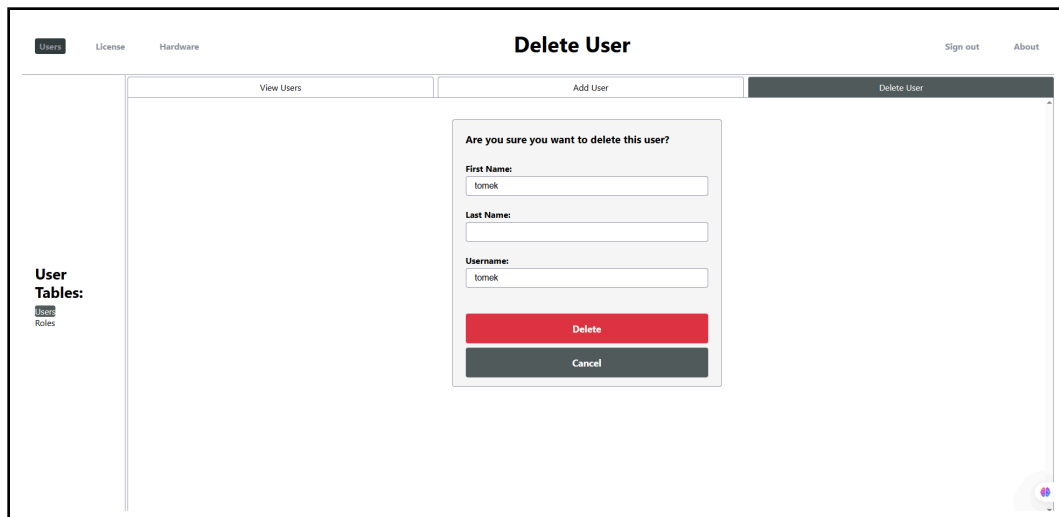 Users License Hardware Delete User Sign out About
View Users Add User Delete User
Are you sure you want to delete this user?
First Name:
tomek
Last Name:
Username:
tomek
Delete
Cancel
User
Tables:
Users
Roles